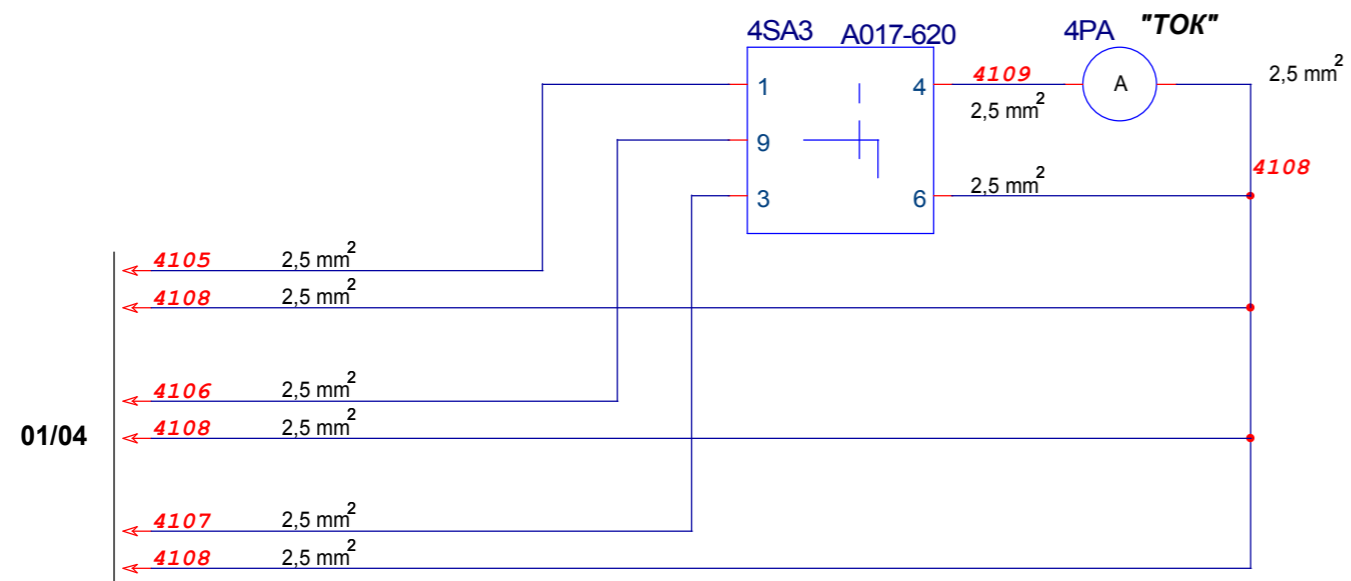 4SA3 A017-620 4PA "ТОК"
1 4 4109 A 2,5 mm²
2,5 mm²
9
4108
3 6 2,5 mm²
4105 2,5 mm²
4108 2,5 mm²
4106 2,5 mm²
01/04 4108 2,5 mm²
4107 2,5 mm²
4108 2,5 mm²